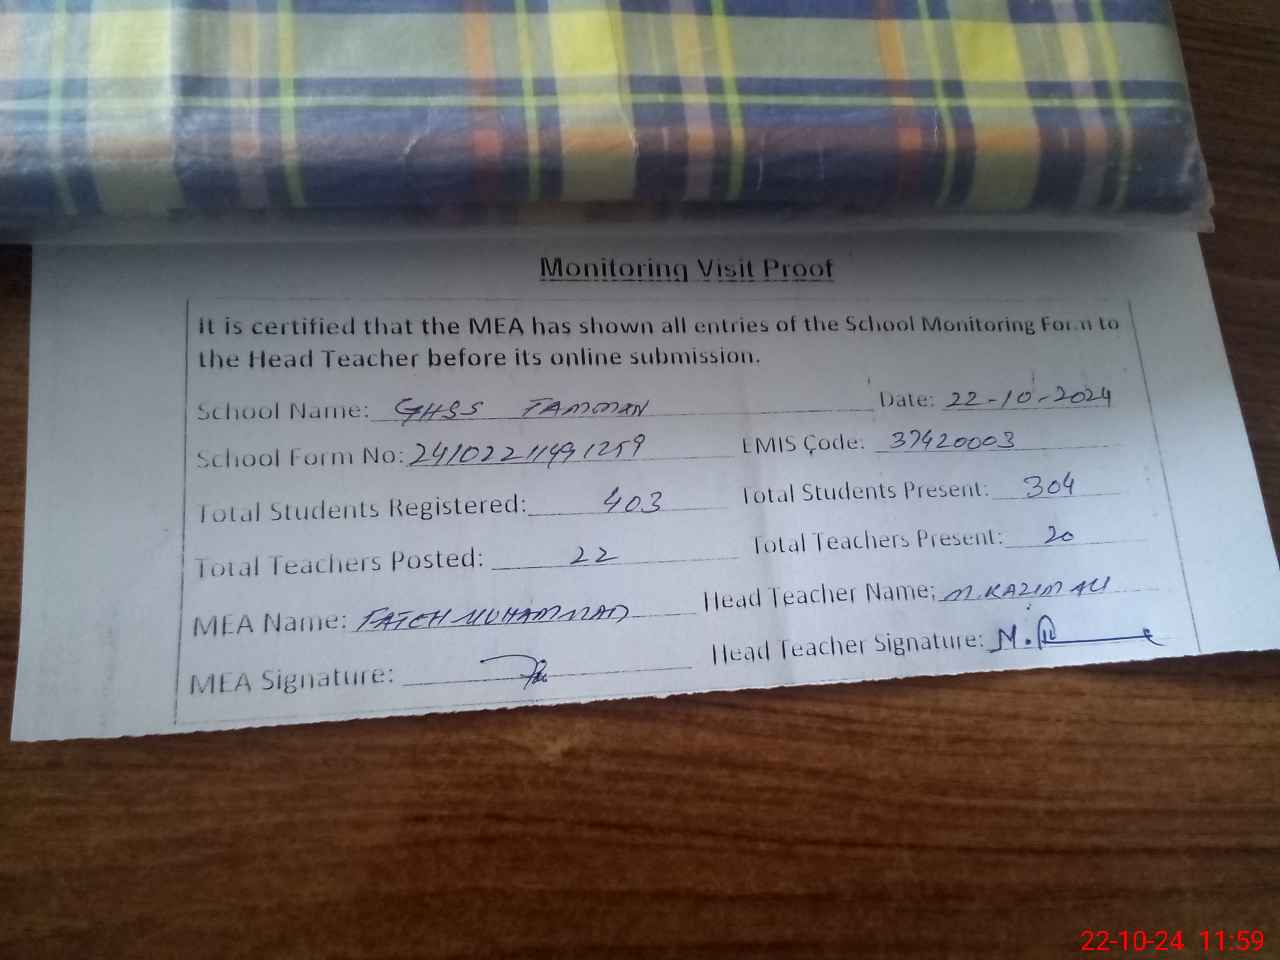 Monitoring Visit Proof
It is certified that the MEA has shown all entries of the School Monitoring Form to
the Head Teacher before its online submission.
School Name: GHSS TAMMAN Date: 22-10-2024
School Form No: 2410221149 1259 EMIS Code: 37420003
Total Students Registered: 403 Total Students Present: 304
Total Teachers Posted: 22 Total Teachers Present: 20
MEA Name: FATEH MUHAMMAD Head Teacher Name: M. KAZIM ALI
MEA Signature: Head Teacher Signature: M.
22-10-24 11:59